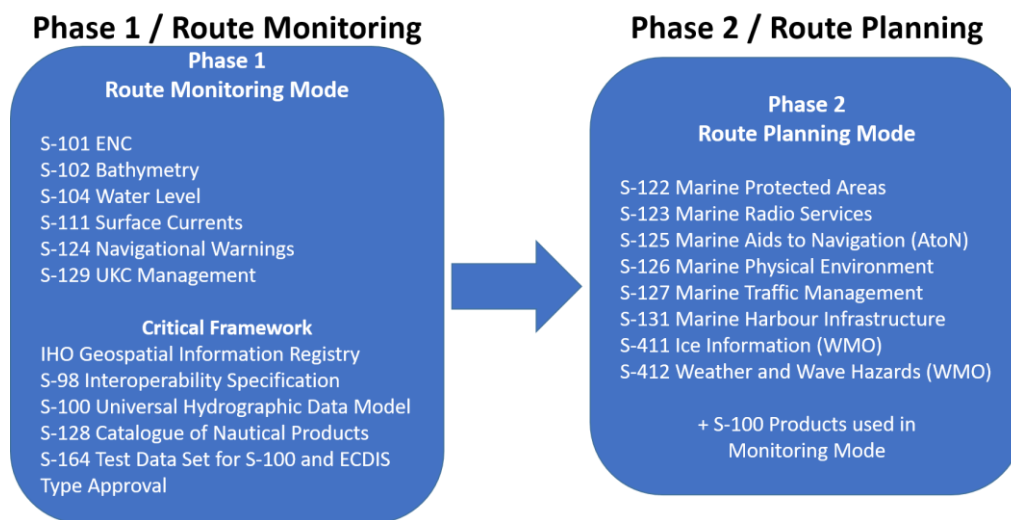 Phase 1 / Route Monitoring
Phase 1
Route Monitoring Mode
S-101 ENC
S-102 Bathymetry
S-104 Water Level
S-111 Surface Currents
S-124 Navigational Warnings
S-129 UKC Management
Critical Framework
IHO Geospatial Information Registry
S-98 Interoperability Specification
S-100 Universal Hydrographic Data Model
S-128 Catalogue of Nautical Products
S-164 Test Data Set for S-100 and ECDIS
Type Approval
Phase 2 / Route Planning
Phase 2
Route Planning Mode
S-122 Marine Protected Areas
S-123 Marine Radio Services
S-125 Marine Aids to Navigation (AtoN)
S-126 Marine Physical Environment
S-127 Marine Traffic Management
S-131 Marine Harbour Infrastructure
S-411 Ice Information (WMO)
S-412 Weather and Wave Hazards (WMO)
+ S-100 Products used in
Monitoring Mode